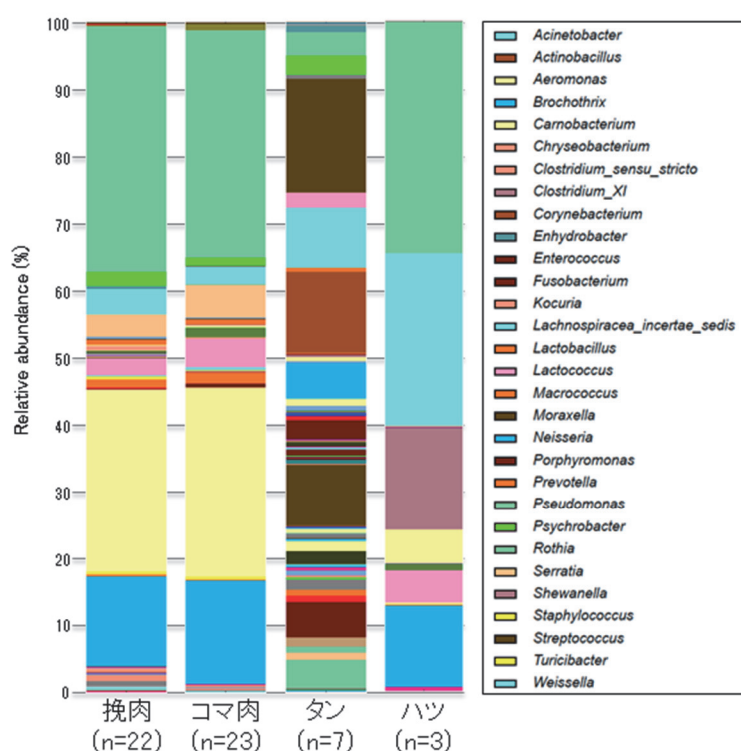 Relative abundance (%)
100
90
80
70
60
50
40
30
20
10
0
挽肉
(n=22)
コマ肉
(n=23)
タン
(n=7)
ハツ
(n=3)
Acinetobacter
Actinobacillus
Aeromonas
Brochothrix
Carnobacterium
Chryseobacterium
Clostridium_sensu_stricto
Clostridium_XI
Corynebacterium
Enhydrobacter
Enterococcus
Fusobacterium
Kocuria
Lachnospiracea_incertae_sedis
Lactobacillus
Lactococcus
Macrococcus
Moraxella
Neisseria
Porphyromonas
Prevotella
Pseudomonas
Psychrobacter
Rothia
Serratia
Shewanella
Staphylococcus
Streptococcus
Turicibacter
Weissella